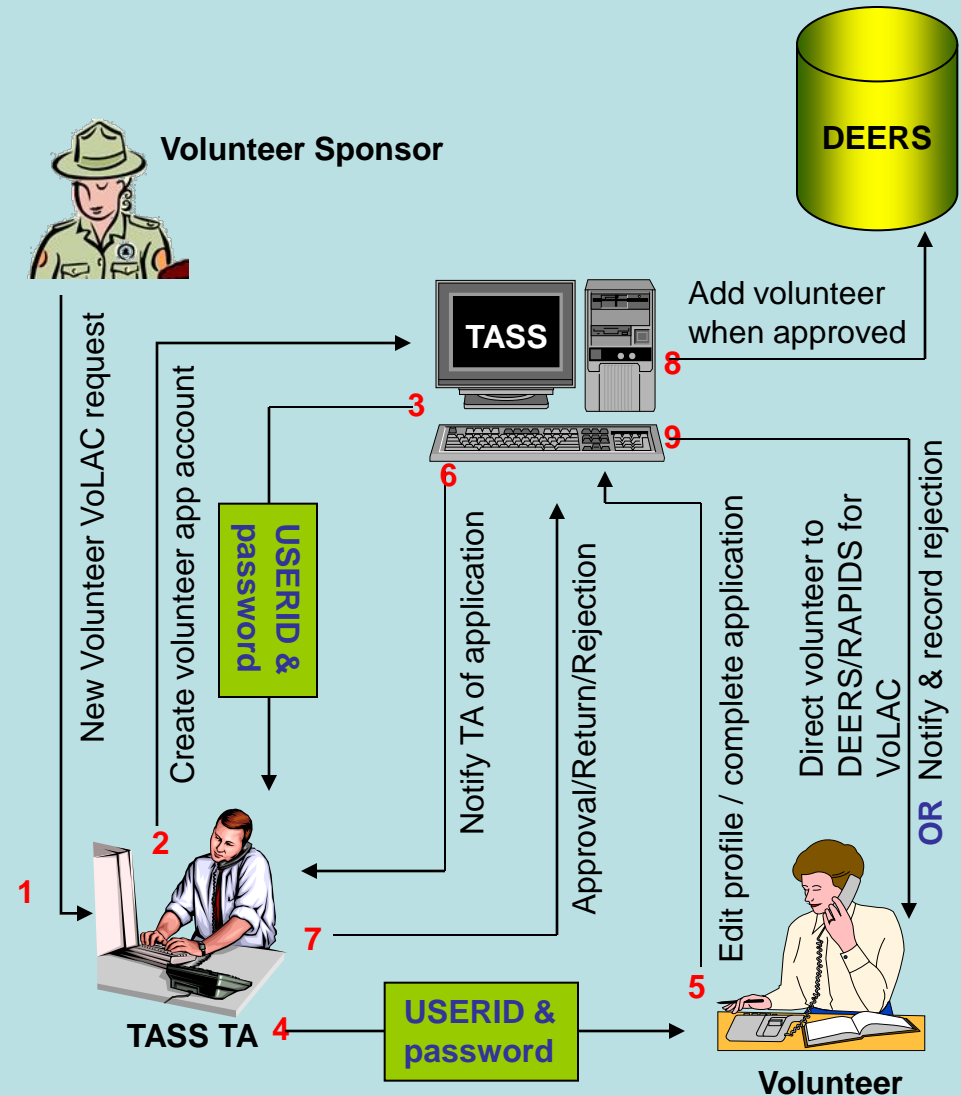 DEERS
Volunteer Sponsor
TASS
Add volunteer
when approved
8
3
9
6
New Volunteer VoLAC request
Create volunteer app account
USERID &
password
Notify TA of application
Approval/Return/Rejection
Edit profile / complete application
Direct volunteer to
DEERS/RAPIDS for
VoLAC
OR Notify & record rejection
2
1
7
5
TASS TA
4
USERID &
password
Volunteer